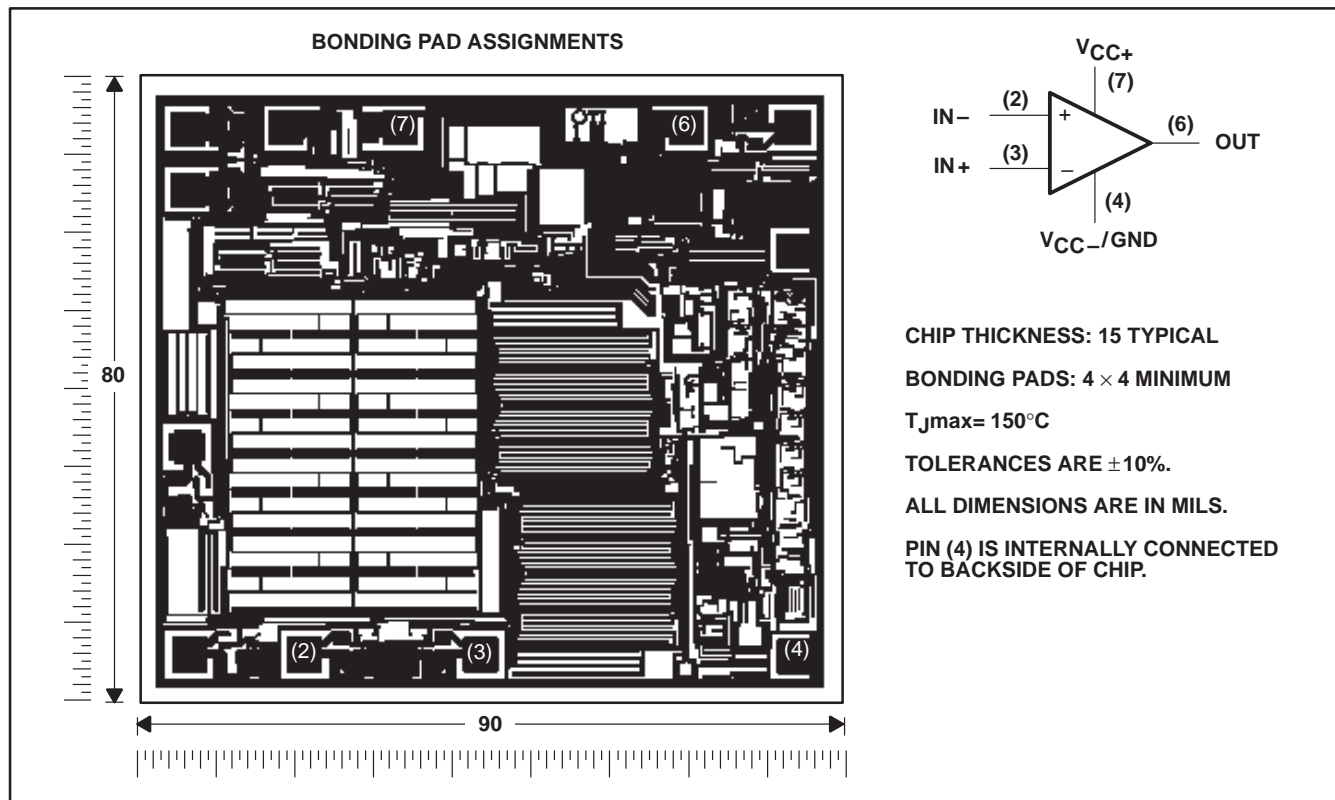 BONDING PAD ASSIGNMENTS
(7)
(6)
80
(2)
(3)
(4)
90
VCC+
(7)
IN−
(2)
+
(6)
OUT
IN+
(3)
−
(4)
VCC−/GND
CHIP THICKNESS: 15 TYPICAL
BONDING PADS: 4 × 4 MINIMUM
TJmax= 150°C
TOLERANCES ARE ±10%.
ALL DIMENSIONS ARE IN MILS.
PIN (4) IS INTERNALLY CONNECTED
TO BACKSIDE OF CHIP.